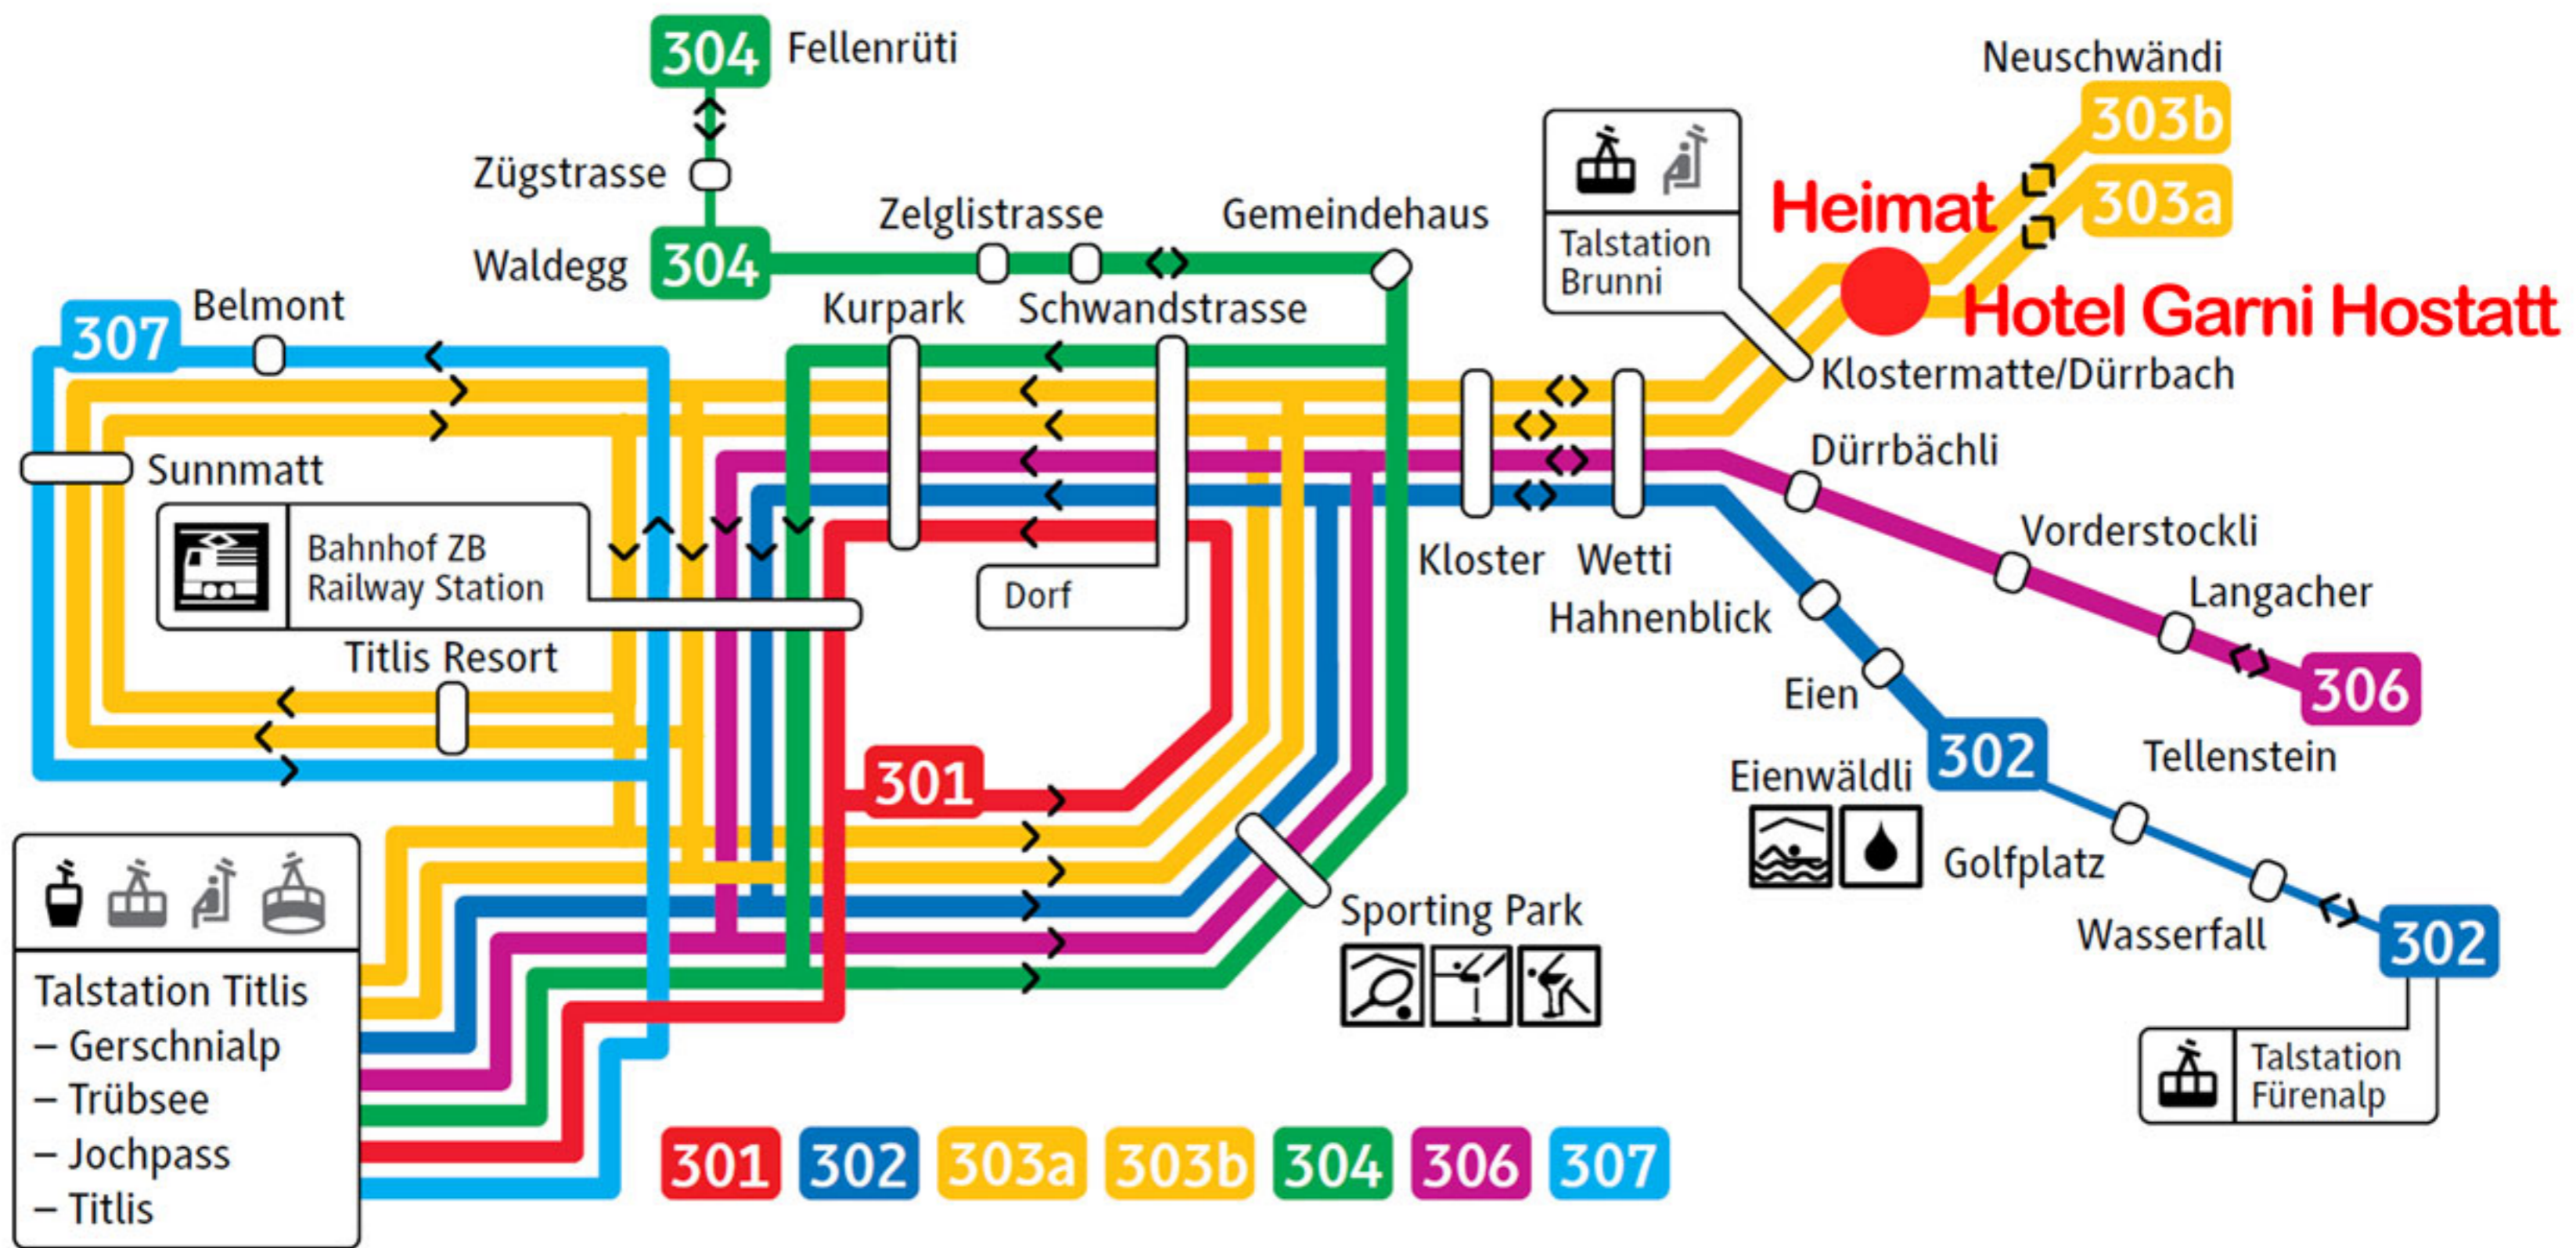 304 Fellenrüti
Neuschwändi
303b
Zügstrasse
Heimat
303a
Zelglistrasse
Gemeindehaus
Waldegg 304
Talstation
Brunni
Hotel Garni Hostatt
307
Belmont
Kurpark
Schwandstrasse
Klostermatte/Dürrbach
Sunnmatt
Dürrbächli
Bahnhof ZB
Railway Station
Vorderstockli
Kloster
Wetti
Dorf
Langacher
Hahnenblick
Titlis Resort
306
Eien
301
Eienwäldli
302
Tellenstein
Golfplatz
Sporting Park
Wasserfall
302
Talstation Titlis
– Gerschnialp
– Trübsee
– Jochpass
– Titlis
Talstation
Fürenalp
301 302 303a 303b 304 306 307